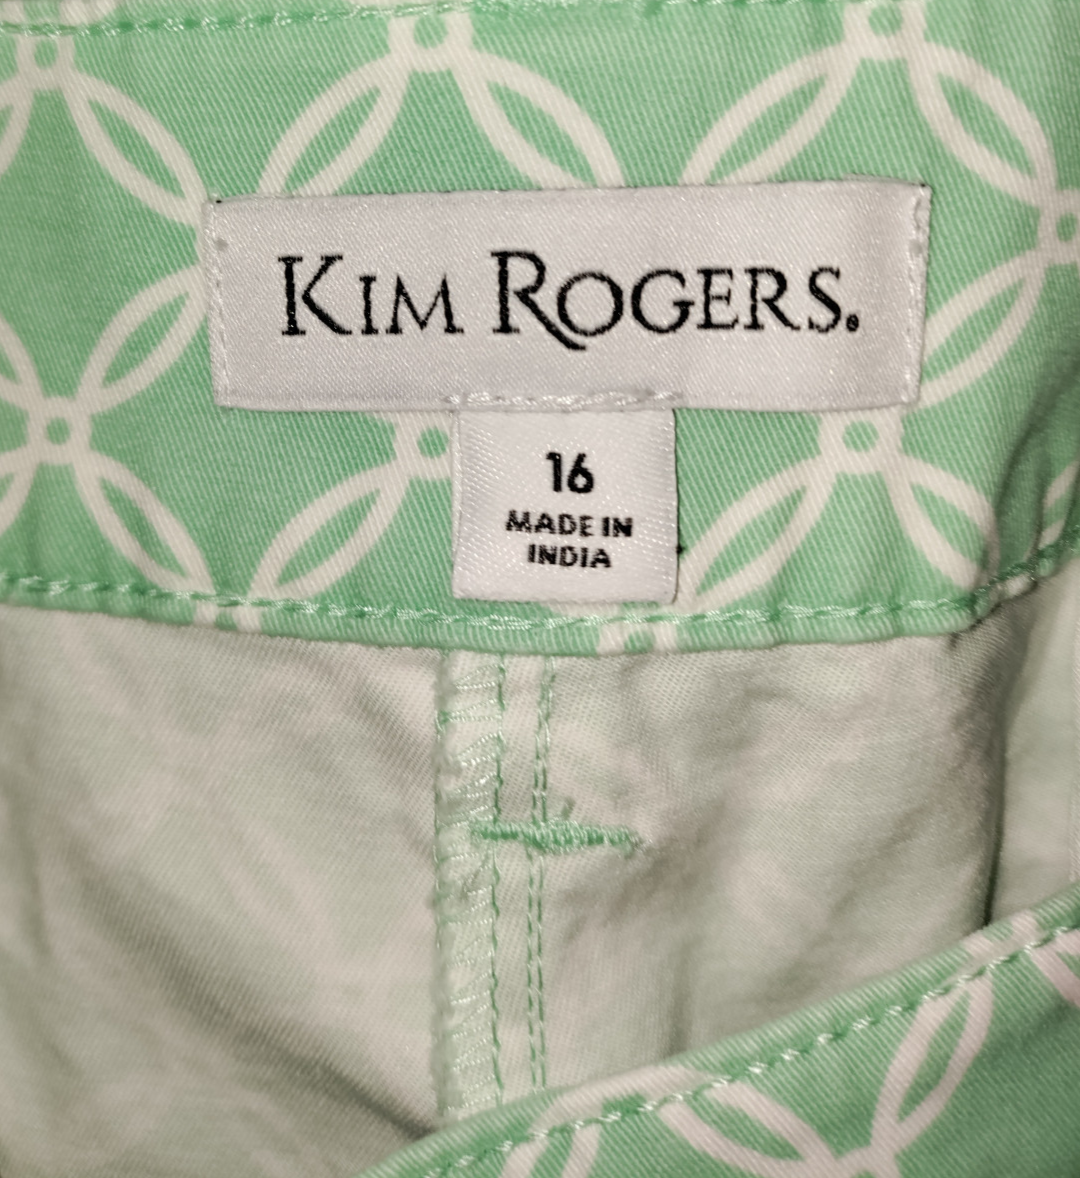 KIM ROGERS.
16
MADE IN
INDIA